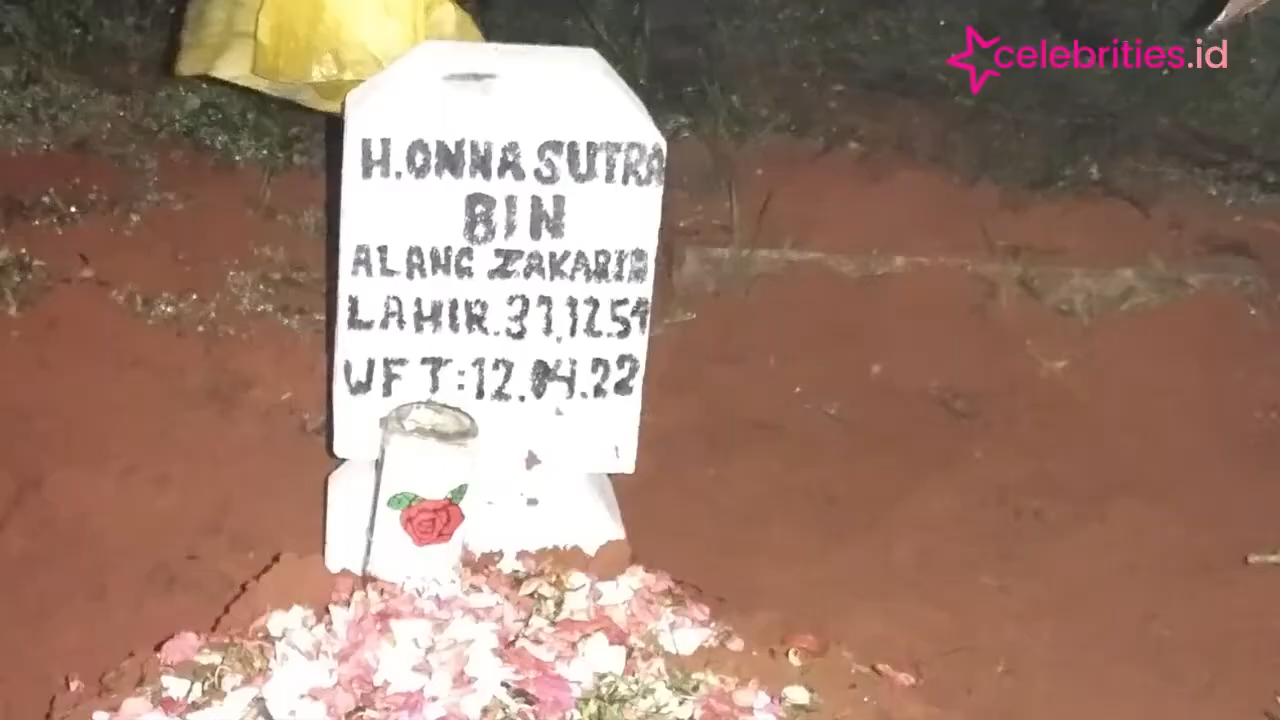 celebrities.id
H.ONNA SUTRA
BIN
ALANG ZAKARIA
LAHIR.31.12.54
WFT:12.04.22